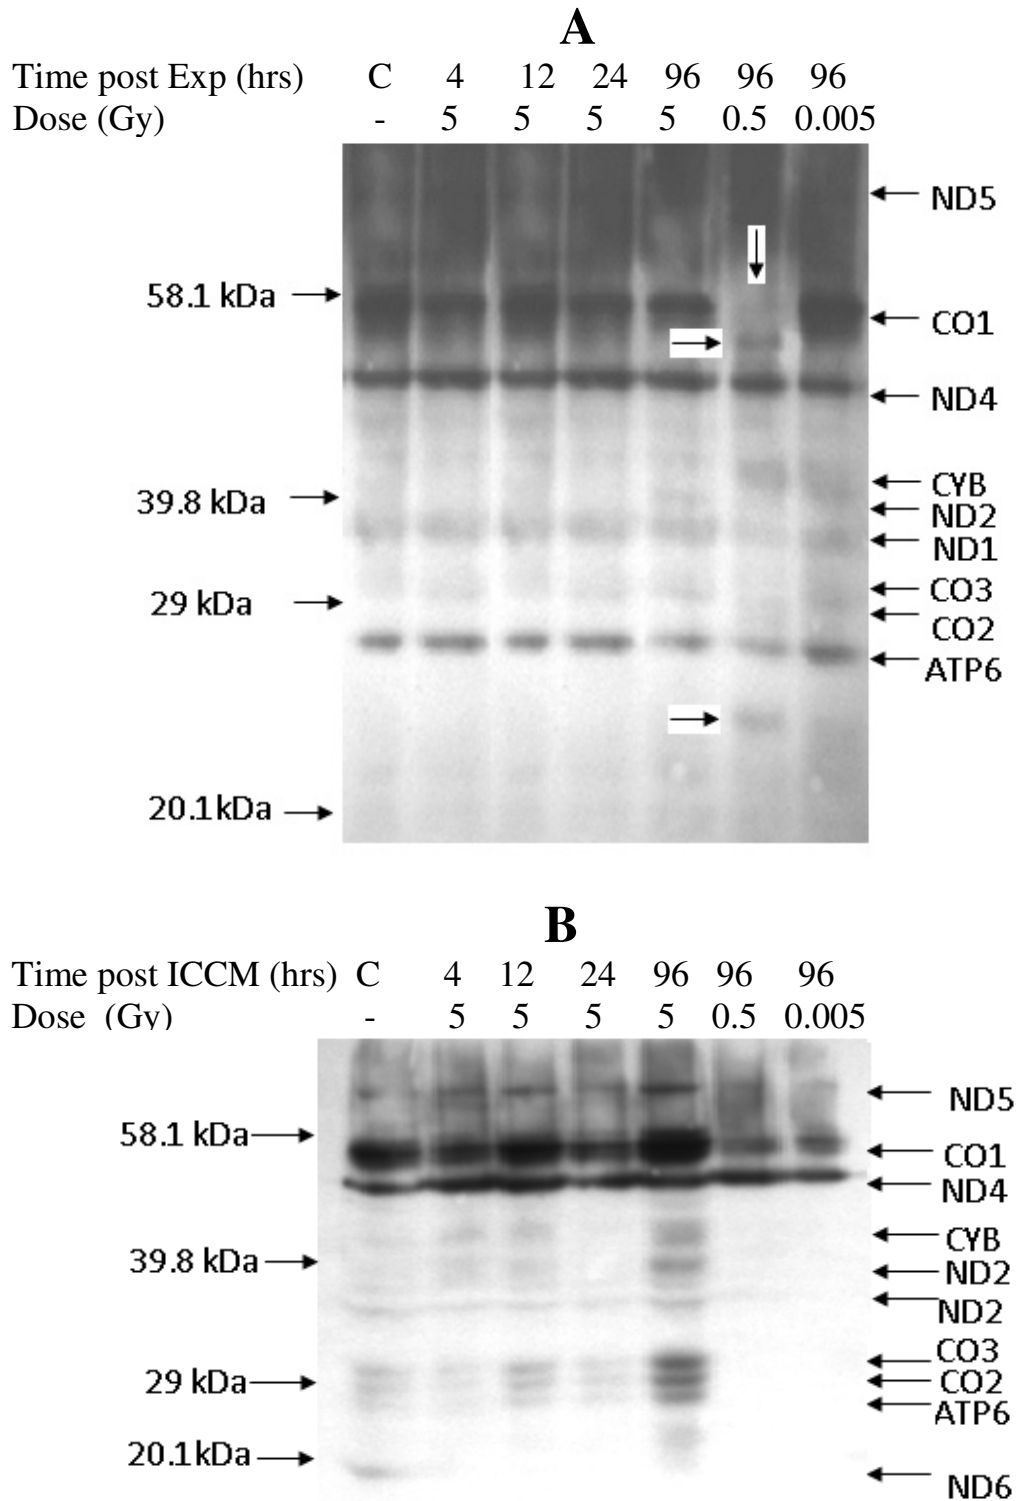 A
Time post Exp (hrs) C 4 12 24 96 96 96
Dose (Gy) - 5 5 5 5 0.5 0.005
ND5
58.1 kDa
CO1
ND4
CYB
39.8 kDa
ND2
ND1
CO3
29 kDa
CO2
ATP6
20.1kDa
B
Time post ICCM (hrs) C 4 12 24 96 96 96
Dose (Gy) - 5 5 5 5 0.5 0.005
ND5
58.1 kDa
CO1
ND4
CYB
39.8 kDa
ND2
ND2
CO3
29 kDa
CO2
ATP6
20.1kDa
ND6